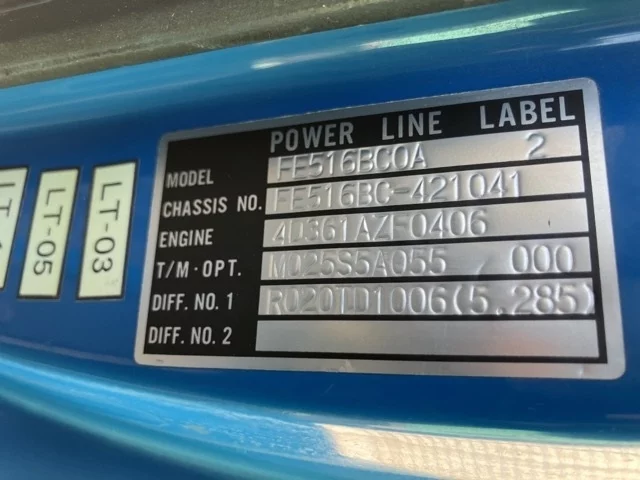 POWER LINE LABEL
MODEL FE516BC0A 2
CHASSIS NO. FE516BC-421041
ENGINE 4D361AZF0406
T/M·OPT. M025S5A055 / 000
DIFF. NO. 1 R020TD1006(5.285)
DIFF. NO. 2
LT-03
LT-05